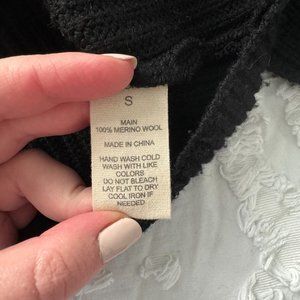 S
MAIN
100% MERINO WOOL
MADE IN CHINA
HAND WASH COLD
WASH WITH LIKE
COLORS
DO NOT BLEACH
LAY FLAT TO DRY
COOL IRON IF
NEEDED